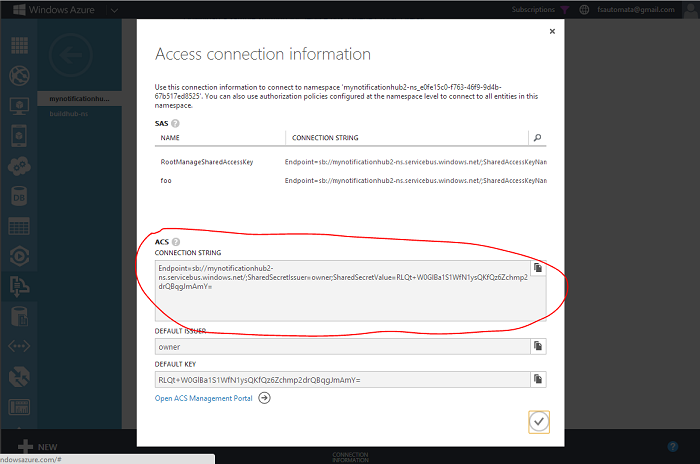 Windows Azure
Subscriptions
fsautomata@gmail.com
mynotificationhu...
buildhub-ns
Access connection information
Use this connection information to connect to namespace 'mynotificationhub2-ns_e0fe15c0-f763-46f9-9d4b-
67b517ed8525'. You can also use authorization policies configured at the namespace level to connect to all entities in this
namespace.
SAS
NAME
CONNECTION STRING
RootManageSharedAccessKey
Endpoint=sb://mynotificationhub2-ns.servicebus.windows.net/;SharedAccessKeyNan
foo
Endpoint=sb://mynotificationhub2-ns.servicebus.windows.net/;SharedAccessKeyNan
ACS
CONNECTION STRING
Endpoint=sb://mynotificationhub2-
ns.servicebus.windows.net/;SharedSecretIssuer=owner;SharedSecretValue=RLQt+W0GlBa1S1WfN1ysQKfQz6Zchmp2
drQBqgJmAmY=
DEFAULT ISSUER
owner
DEFAULT KEY
RLQt+W0GlBa1S1WfN1ysQKfQz6Zchmp2drQBqgJmAmY=
Open ACS Management Portal
NEW
CONNECTION
INFORMATION
ndowsazure.com/#